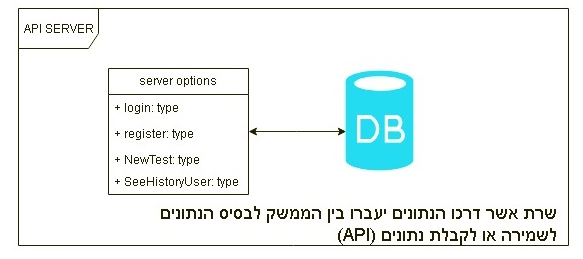 API SERVER
server options
+ login: type
+ register: type
+ NewTest: type
+ SeeHistoryUser: type
DB
שרת אשר דרכו הנתונים יעברו בין הממשק לבסיס הנתונים
לשמירה או לקבלת נתונים (API)